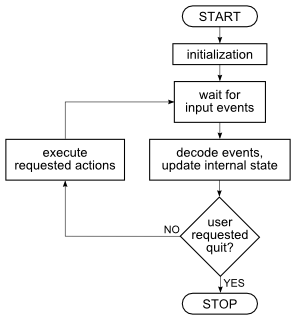 START
initialization
wait for
input events
execute
requested actions
decode events,
update internal state
user
requested
quit?
NO
YES
STOP